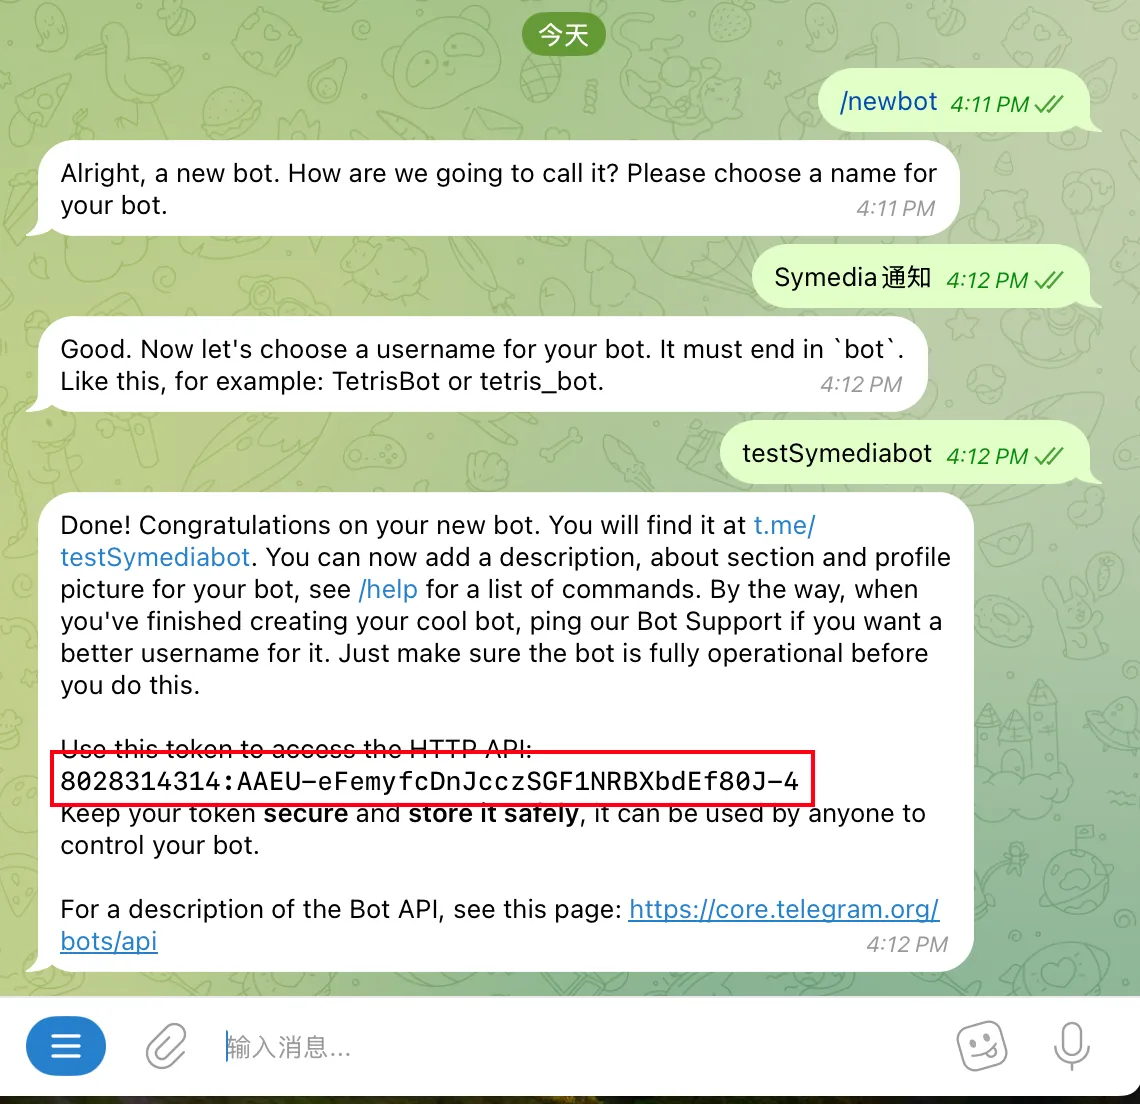 今天
/newbot 4:11 PM
Alright, a new bot. How are we going to call it? Please choose a name for
your bot.
4:11 PM
Symedia通知 4:12 PM
Good. Now let's choose a username for your bot. It must end in `bot`.
Like this, for example: TetrisBot or tetris_bot.
4:12 PM
testSymediabot 4:12 PM
Done! Congratulations on your new bot. You will find it at t.me/
testSymediabot. You can now add a description, about section and profile
picture for your bot, see /help for a list of commands. By the way, when
you've finished creating your cool bot, ping our Bot Support if you want a
better username for it. Just make sure the bot is fully operational before
you do this.
Use this token to access the HTTP API:
8028314314:AAEU-eFemyfcDnJcczSGF1NRBXbdEf80J-4
Keep your token secure and store it safely, it can be used by anyone to
control your bot.
For a description of the Bot API, see this page: https://core.telegram.org/
bots/api
4:12 PM
输入消息...